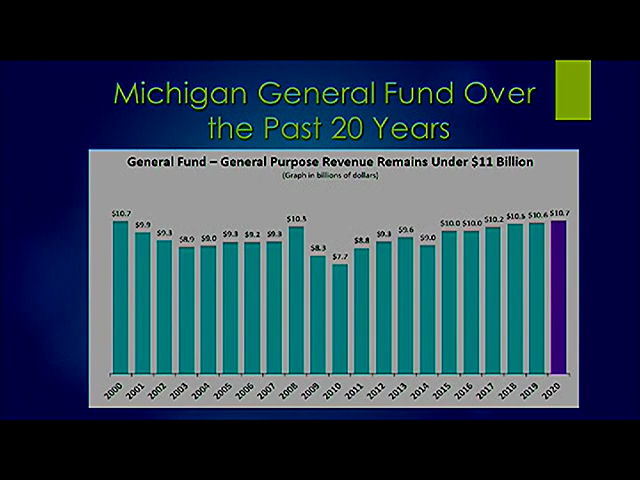 Michigan General Fund Over
the Past 20 Years
General Fund – General Purpose Revenue Remains Under $11 Billion
(Graph in billions of dollars)
$10.7 $9.9 $9.3 $8.9 $9.0 $9.3 $9.2 $9.3 $10.5 $8.3 $7.7 $8.8 $9.3 $9.6 $9.0 $10.0 $10.0 $10.2 $10.5 $10.6 $10.7
2000 2001 2002 2003 2004 2005 2006 2007 2008 2009 2010 2011 2012 2013 2014 2015 2016 2017 2018 2019 2020